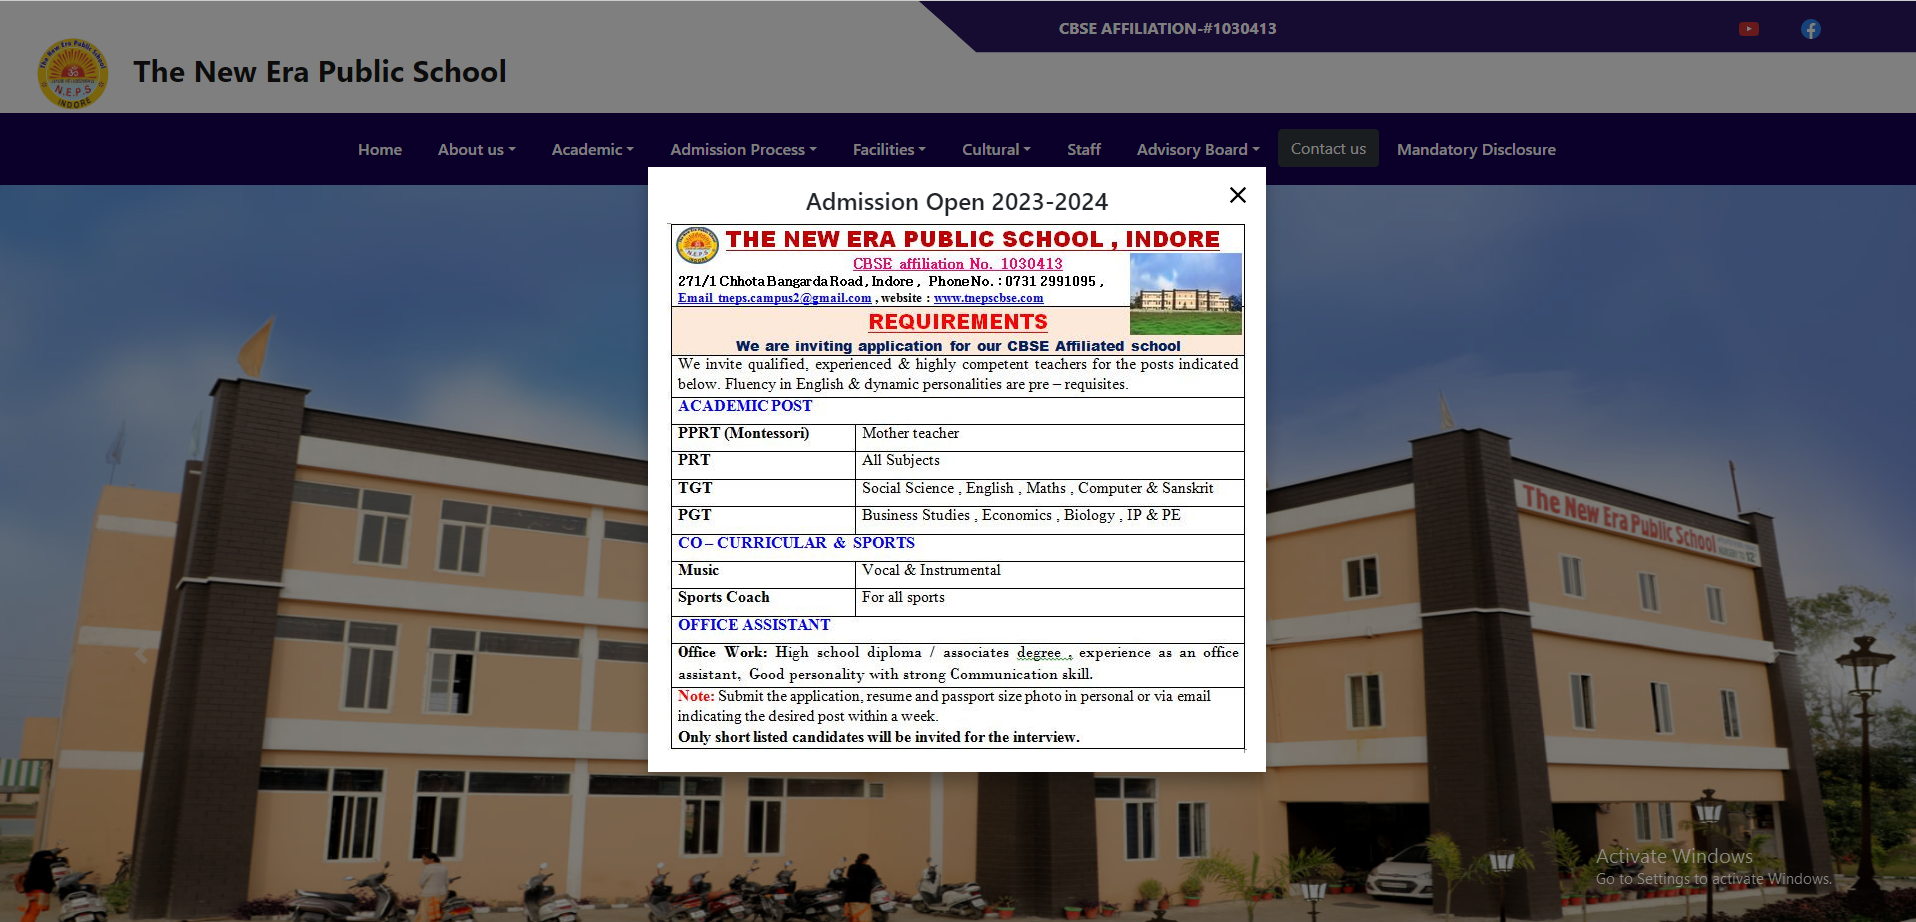 CBSE AFFILIATION-#1030413
N.E.P.S
INDORE
The New Era Public School
Home About us Academic Admission Process Facilities Cultural Staff Advisory Board Contact us Mandatory Disclosure
Admission Open 2023-2024
THE NEW ERA PUBLIC SCHOOL , INDORE
CBSE affiliation No. 1030413
271/1 Chhota Bangarda Road, Indore , Phone No. : 0731 2991095 ,
Email tneps.campus2@gmail.com , website : www.tnepscbse.com
REQUIREMENTS
We are inviting application for our CBSE Affiliated school
We invite qualified, experienced & highly competent teachers for the posts indicated
below. Fluency in English & dynamic personalities are pre – requisites.
ACADEMIC POST
PPRT (Montessori) Mother teacher
PRT All Subjects
TGT Social Science , English , Maths , Computer & Sanskrit
PGT Business Studies , Economics , Biology , IP & PE
CO – CURRICULAR & SPORTS
Music Vocal & Instrumental
Sports Coach For all sports
OFFICE ASSISTANT
Office Work: High school diploma / associates degree , experience as an office
assistant, Good personality with strong Communication skill.
Note: Submit the application, resume and passport size photo in personal or via email
indicating the desired post within a week.
Only short listed candidates will be invited for the interview.
The New Era Public School
Activate Windows
Go to Settings to activate Windows.